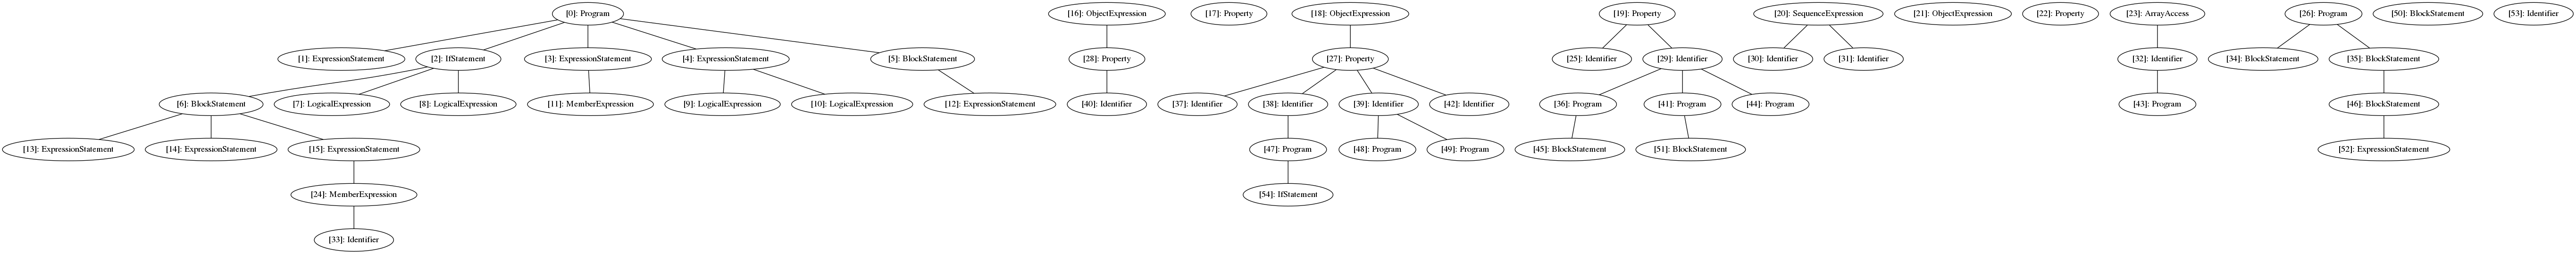 [0]: Program
[16]: ObjectExpression
[17]: Property
[18]: ObjectExpression
[19]: Property
[20]: SequenceExpression
[21]: ObjectExpression
[22]: Property
[23]: ArrayAccess
[26]: Program
[50]: BlockStatement
[53]: Identifier
[1]: ExpressionStatement
[2]: IfStatement
[3]: ExpressionStatement
[4]: ExpressionStatement
[5]: BlockStatement
[28]: Property
[27]: Property
[25]: Identifier
[29]: Identifier
[30]: Identifier
[31]: Identifier
[32]: Identifier
[34]: BlockStatement
[35]: BlockStatement
[6]: BlockStatement
[7]: LogicalExpression
[8]: LogicalExpression
[11]: MemberExpression
[9]: LogicalExpression
[10]: LogicalExpression
[12]: ExpressionStatement
[40]: Identifier
[37]: Identifier
[38]: Identifier
[39]: Identifier
[42]: Identifier
[36]: Program
[41]: Program
[44]: Program
[43]: Program
[46]: BlockStatement
[13]: ExpressionStatement
[14]: ExpressionStatement
[15]: ExpressionStatement
[47]: Program
[48]: Program
[49]: Program
[45]: BlockStatement
[51]: BlockStatement
[52]: ExpressionStatement
[24]: MemberExpression
[54]: IfStatement
[33]: Identifier